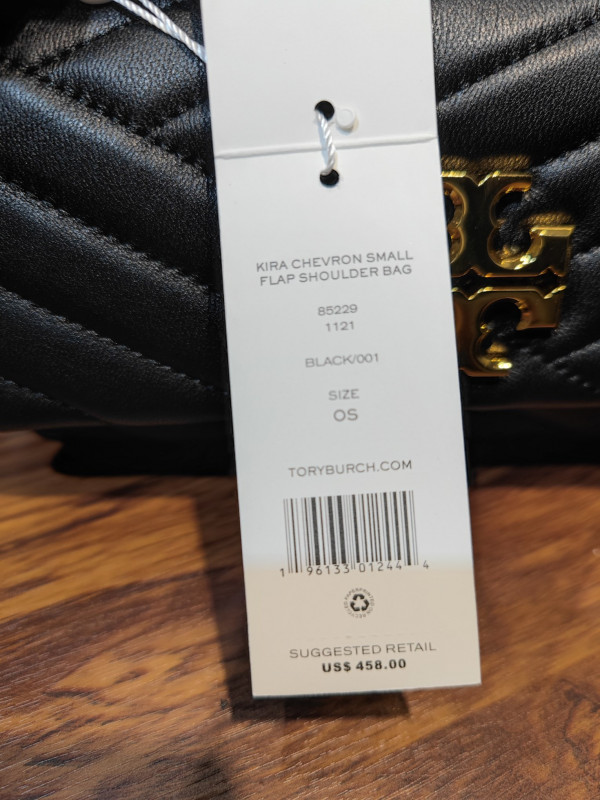 KIRA CHEVRON SMALL
FLAP SHOULDER BAG
85229
1121
BLACK/001
SIZE
OS
TORYBURCH.COM
1 96133 01244 4
SUGGESTED RETAIL
US$ 458.00